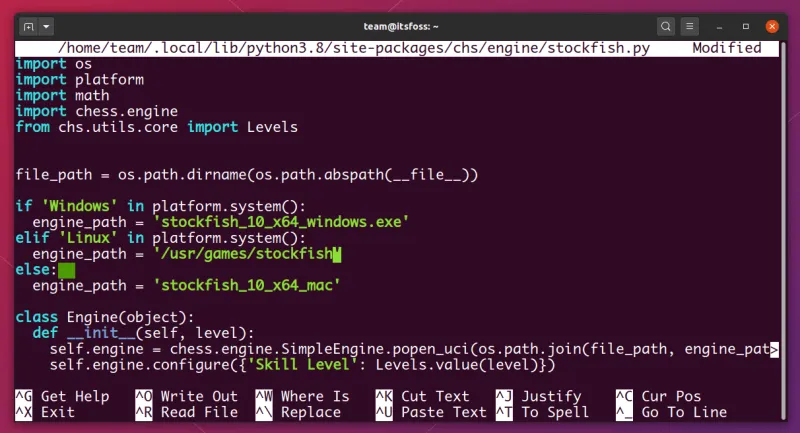 team@itsfoss: ~
/home/team/.local/lib/python3.8/site-packages/chs/engine/stockfish.py Modified
import os
import platform
import math
import chess.engine
from chs.utils.core import Levels
file_path = os.path.dirname(os.path.abspath(__file__))
if 'Windows' in platform.system():
  engine_path = 'stockfish_10_x64_windows.exe'
elif 'Linux' in platform.system():
  engine_path = '/usr/games/stockfish'
else:
  engine_path = 'stockfish_10_x64_mac'
class Engine(object):
  def __init__(self, level):
    self.engine = chess.engine.SimpleEngine.popen_uci(os.path.join(file_path, engine_pat>
    self.engine.configure({'Skill Level': Levels.value(level)})
^G Get Help ^O Write Out ^W Where Is ^K Cut Text ^J Justify ^C Cur Pos
^X Exit ^R Read File ^\ Replace ^U Paste Text ^T To Spell ^_ Go To Line